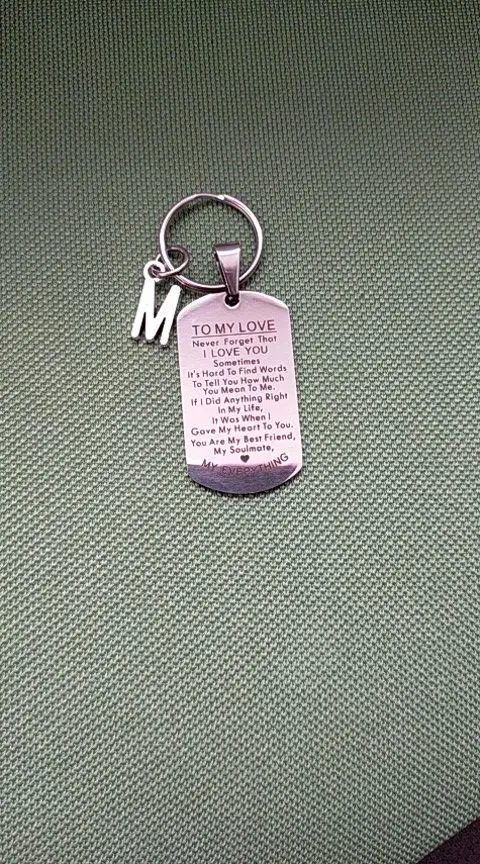 M
TO MY LOVE
Never Forget That
I LOVE YOU
Sometimes
It's Hard To Find Words
To Tell You How Much
You Mean To Me.
If I Did Anything Right
In My Life,
It Was When I
Gave My Heart To You.
You Are My Best Friend,
My Soulmate,
MY EVERYTHING